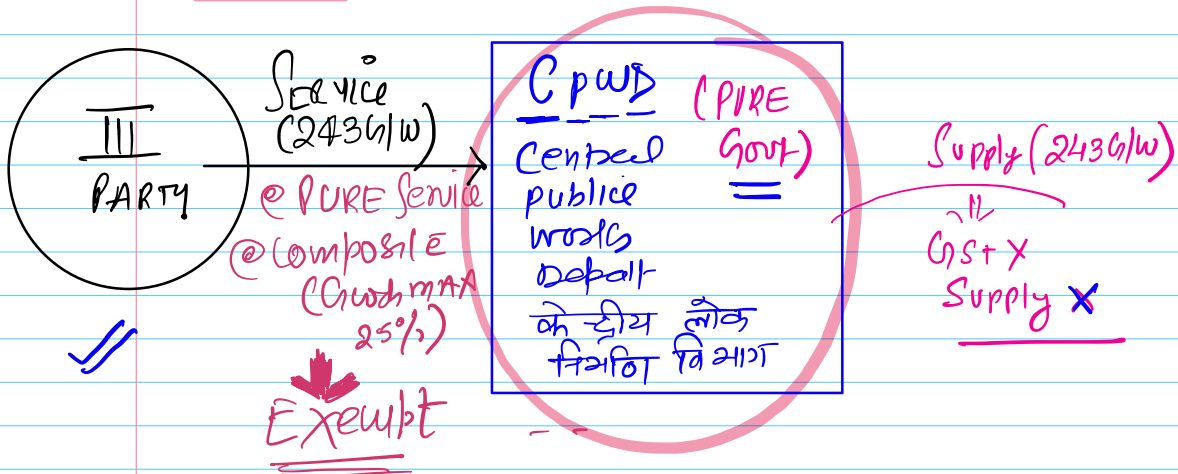 III
PARTY
Service
(243G/W)
@ PURE Service
@ Composite
(Goods MAX
25%)
Exempt
CPWD
(PURE
Govt)
Central
Publice
works
Depart
केन्द्रीय लोक
निर्माण विभाग
Supply (243G/W)
GST X
Supply X